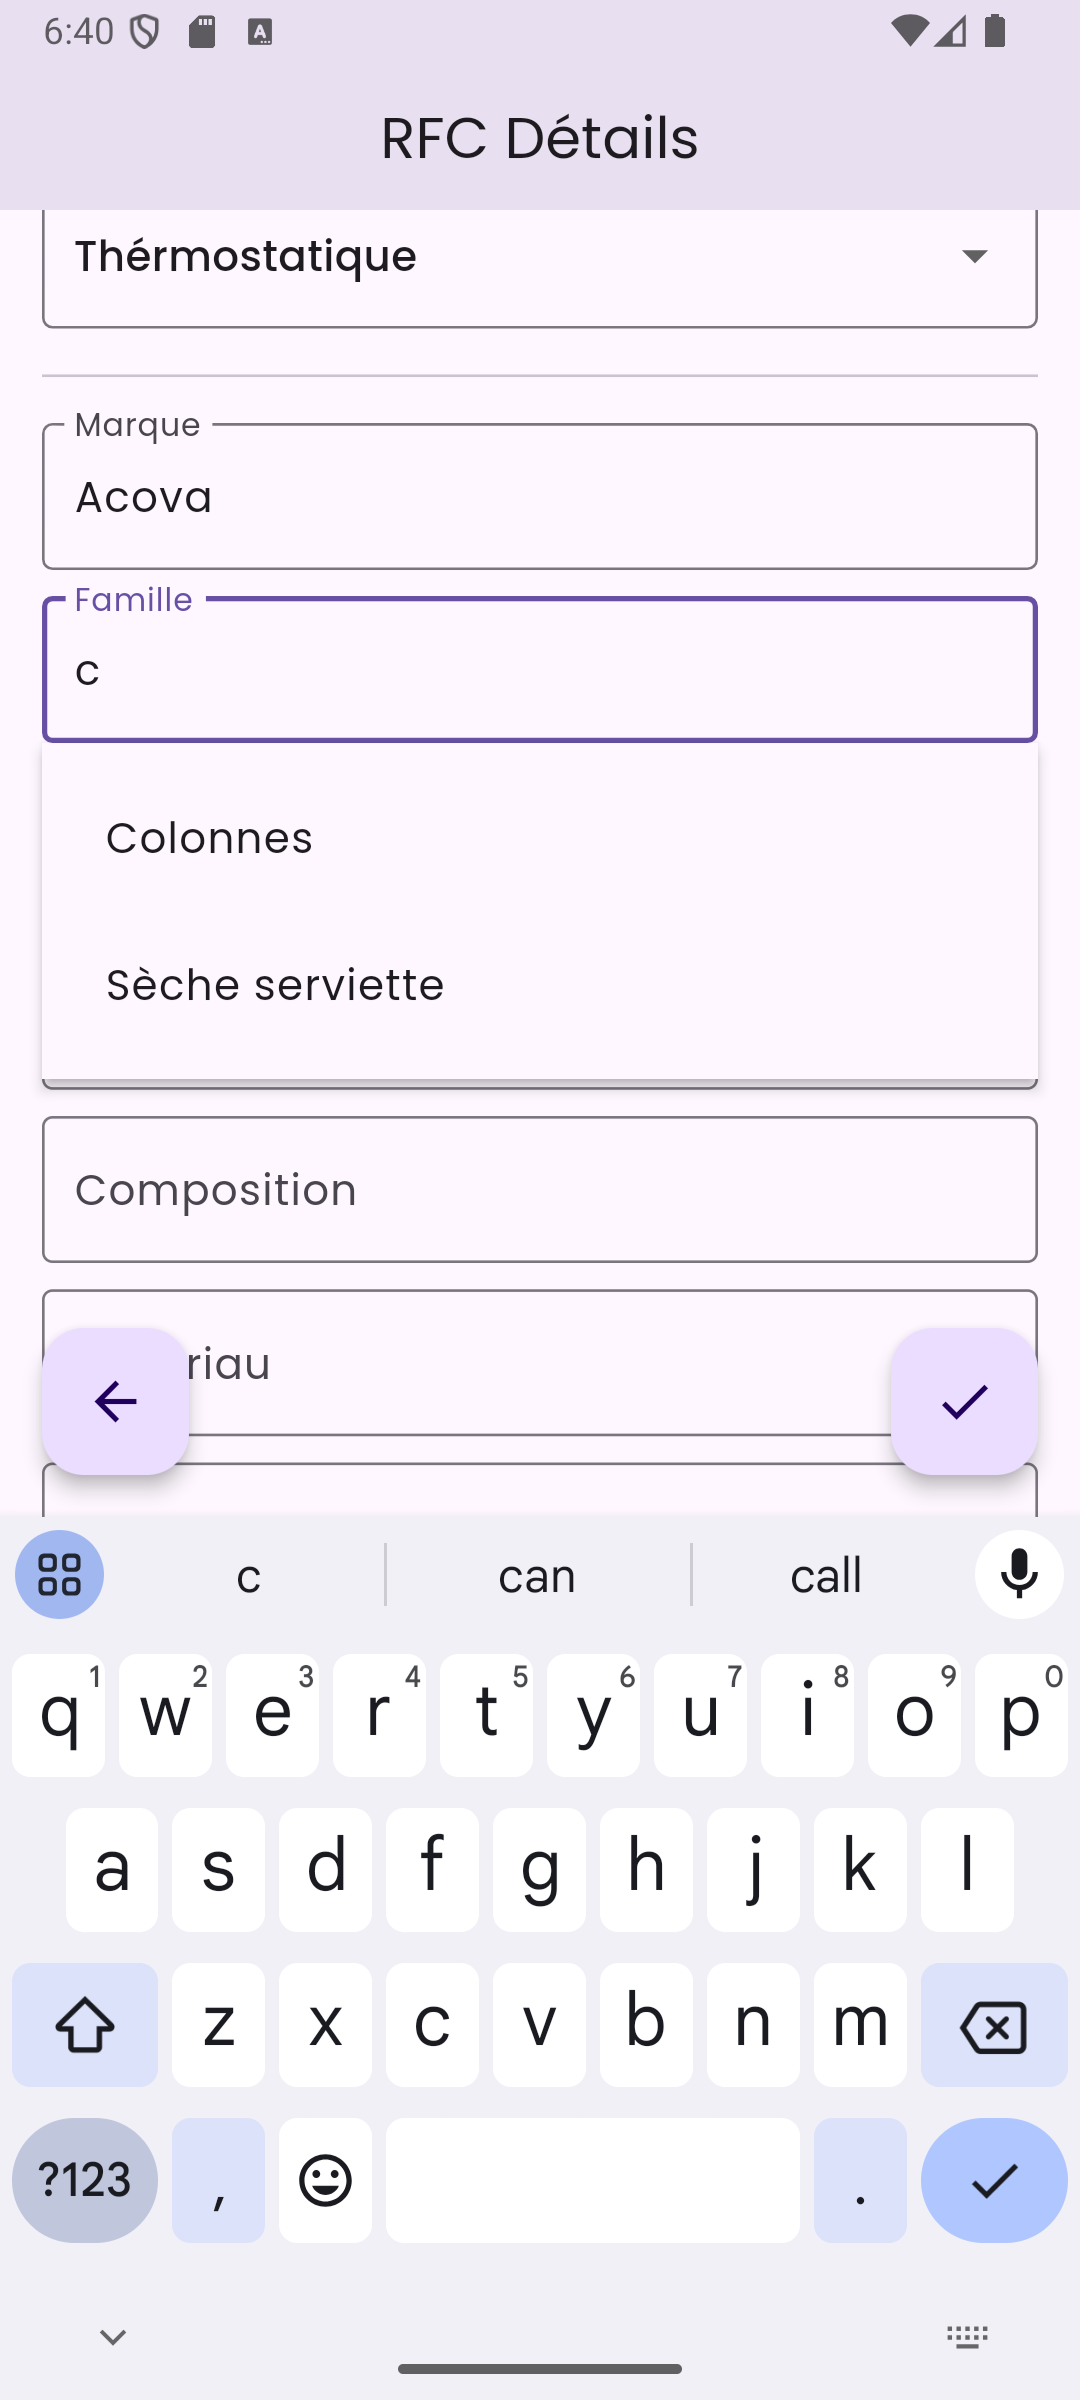 6:40
RFC Détails
Thérmostatique
Marque
Acova
Famille
c
Colonnes
Sèche serviette
Composition
riau
c can call
q1 w2 e3 r4 t5 y6 u7 i8 o9 p0
a s d f g h j k l
z x c v b n m
?123 , .